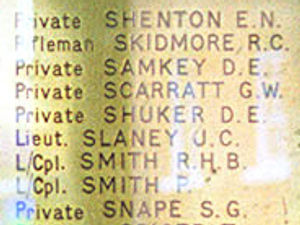 Private SHENTON E.N.
Rifleman SKIDMORE R.C.
Private SAMKEY D.E.
Private SCARRATT G.W.
Private SHUKER D.E.
Lieut. SLANEY J.C.
L/Cpl. SMITH R.H.B.
L/Cpl. SMITH P.
Private SNAPE S.G.